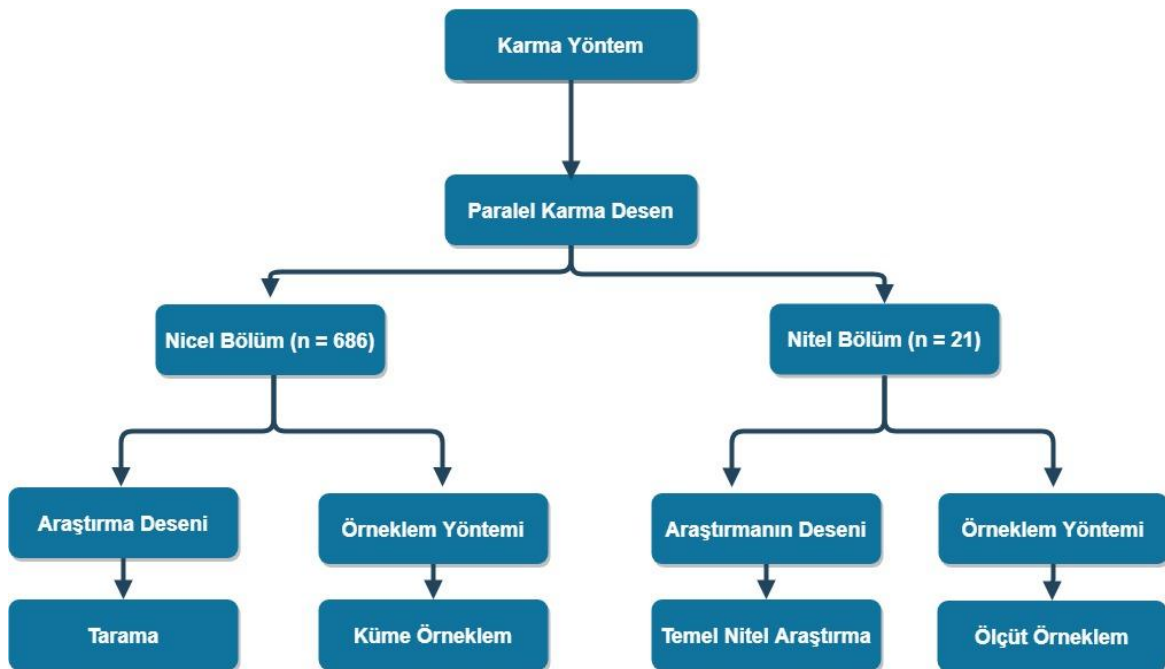 Karma Yöntem
Paralel Karma Desen
Nicel Bölüm (n = 686)
Nitel Bölüm (n = 21)
Araştırma Deseni
Örneklem Yöntemi
Araştırmanın Deseni
Örneklem Yöntemi
Tarama
Küme Örneklem
Temel Nitel Araştırma
Ölçüt Örneklem